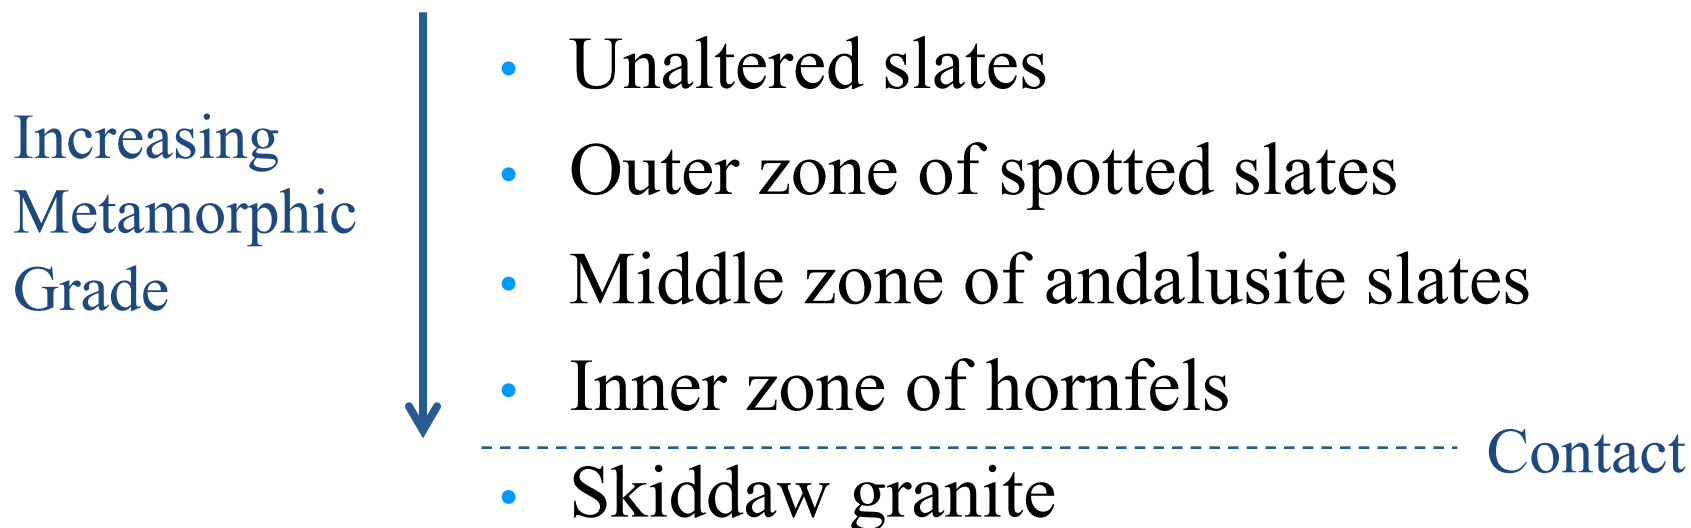 Increasing
Metamorphic
Grade
• Unaltered slates
• Outer zone of spotted slates
• Middle zone of andalusite slates
• Inner zone of hornfels
Contact
• Skiddaw granite